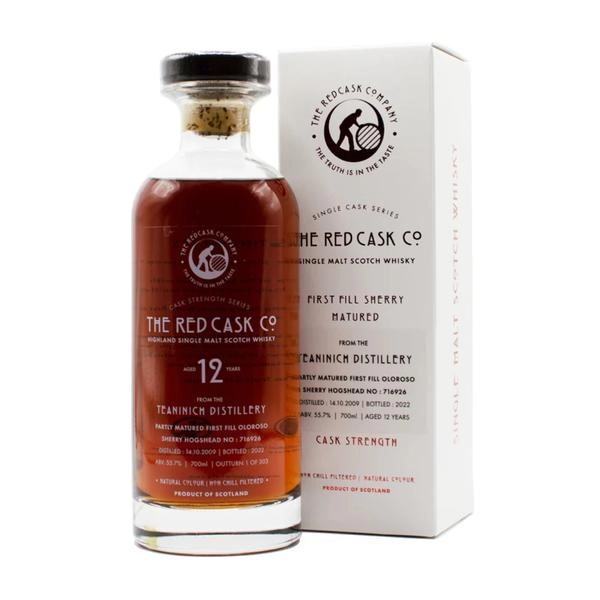 THE RED CASK COMPANY
THE TRUTH IS IN THE TASTE
CASK STRENGTH SERIES
THE RED CASK CO
HIGHLAND SINGLE MALT SCOTCH WHISKY
AGED 12 YEARS
FROM THE
TEANINICH DISTILLERY
PARTLY MATURED FIRST FILL OLOROSO
SHERRY HOGSHEAD NO : 716926
DISTILLED : 14.10.2009 | BOTTLED : 2022
ABV. 55.7% | 700ml | OUTTURN 1 OF 303
• NATURAL COLOUR | NON CHILL FILTERED •
PRODUCT OF SCOTLAND
• THE RED CASK COMPANY •
THE TRUTH IS IN THE TASTE
SINGLE CASK SERIES
THE RED CASK CO
SINGLE MALT SCOTCH WHISKY
FIRST FILL SHERRY
MATURED
FROM THE
TEANINICH DISTILLERY
PARTLY MATURED FIRST FILL OLOROSO
SHERRY HOGSHEAD NO : 716926
DISTILLED : 14.10.2009 | BOTTLED : 2022
ABV. 55.7% | 700ml | AGED 12 YEARS
CASK STRENGTH
NON CHILL FILTERED | NATURAL COLOUR
PRODUCT OF SCOTLAND
SINGLE MALT SCOTCH WHISKY